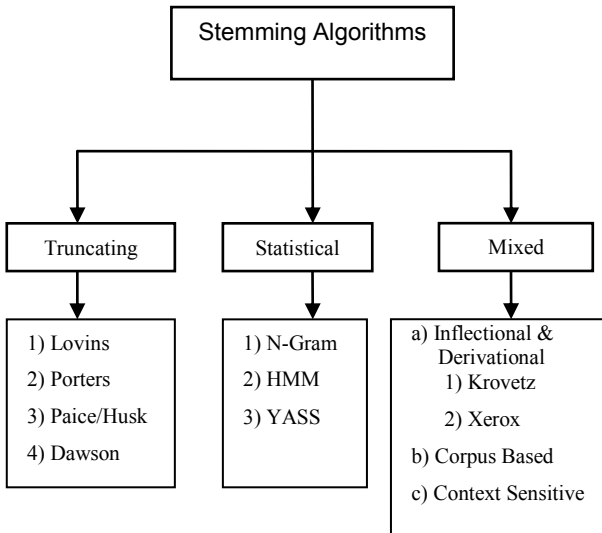 Stemming Algorithms
Truncating
Statistical
Mixed
1) Lovins
2) Porters
3) Paice/Husk
4) Dawson
1) N-Gram
2) HMM
3) YASS
a) Inflectional &
Derivational
1) Krovetz
2) Xerox
b) Corpus Based
c) Context Sensitive